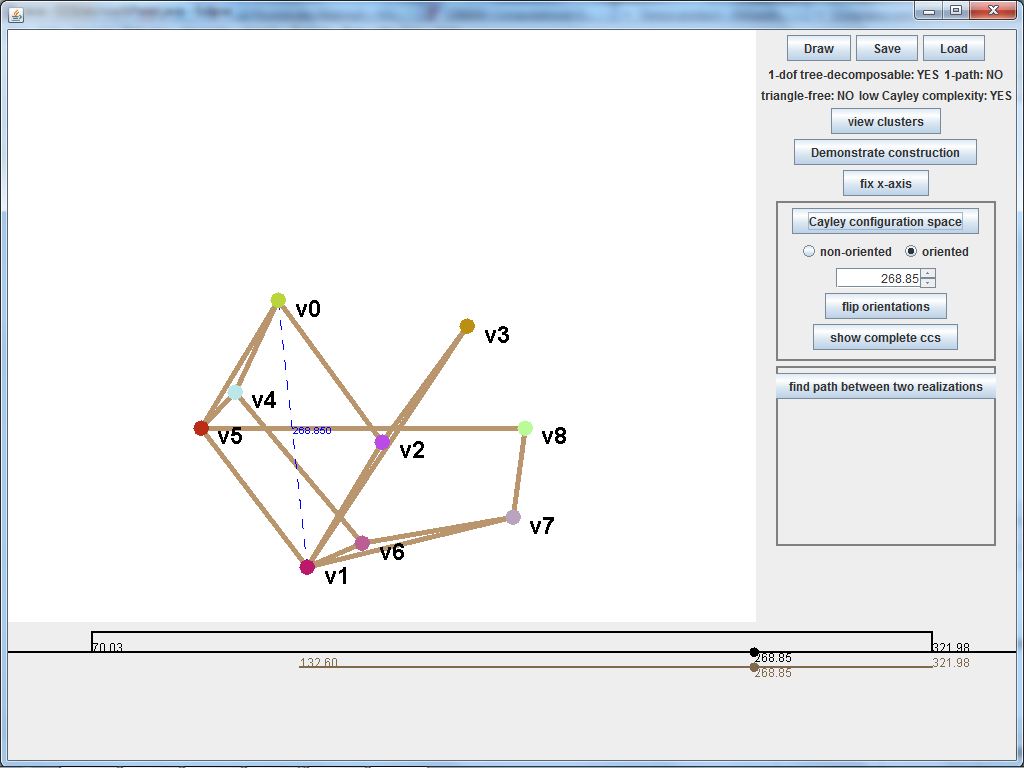 Draw Save Load
1-dof tree-decomposable: YES 1-path: NO
triangle-free: NO low Cayley complexity: YES
view clusters
Demonstrate construction
fix x-axis
Cayley configuration space
non-oriented oriented
268.85
flip orientations
show complete ccs
find path between two realizations
v0
v3
v4
v5
268.850
v2
v8
v7
v6
v1
70.03
321.98
268.85
132.60
321.98
268.85